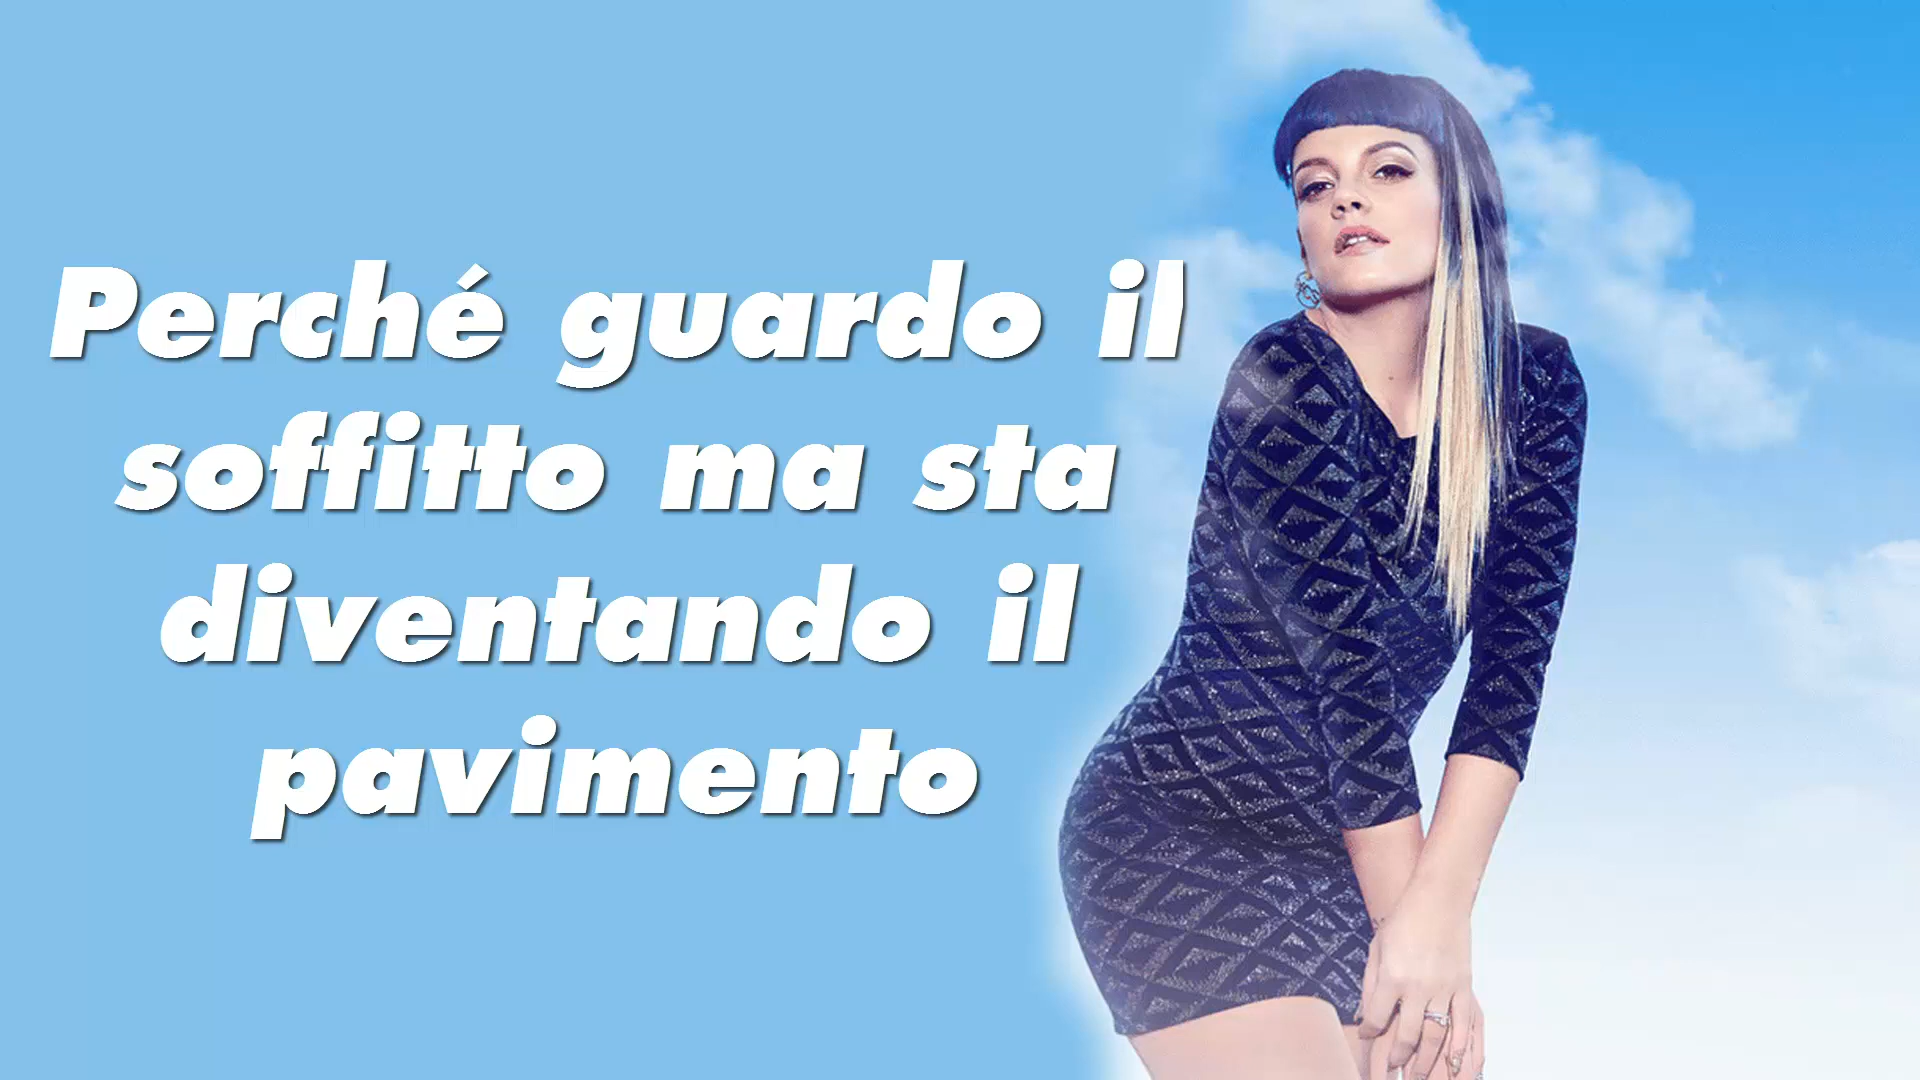 Perché guardo il
soffitto ma sta
diventando il
pavimento